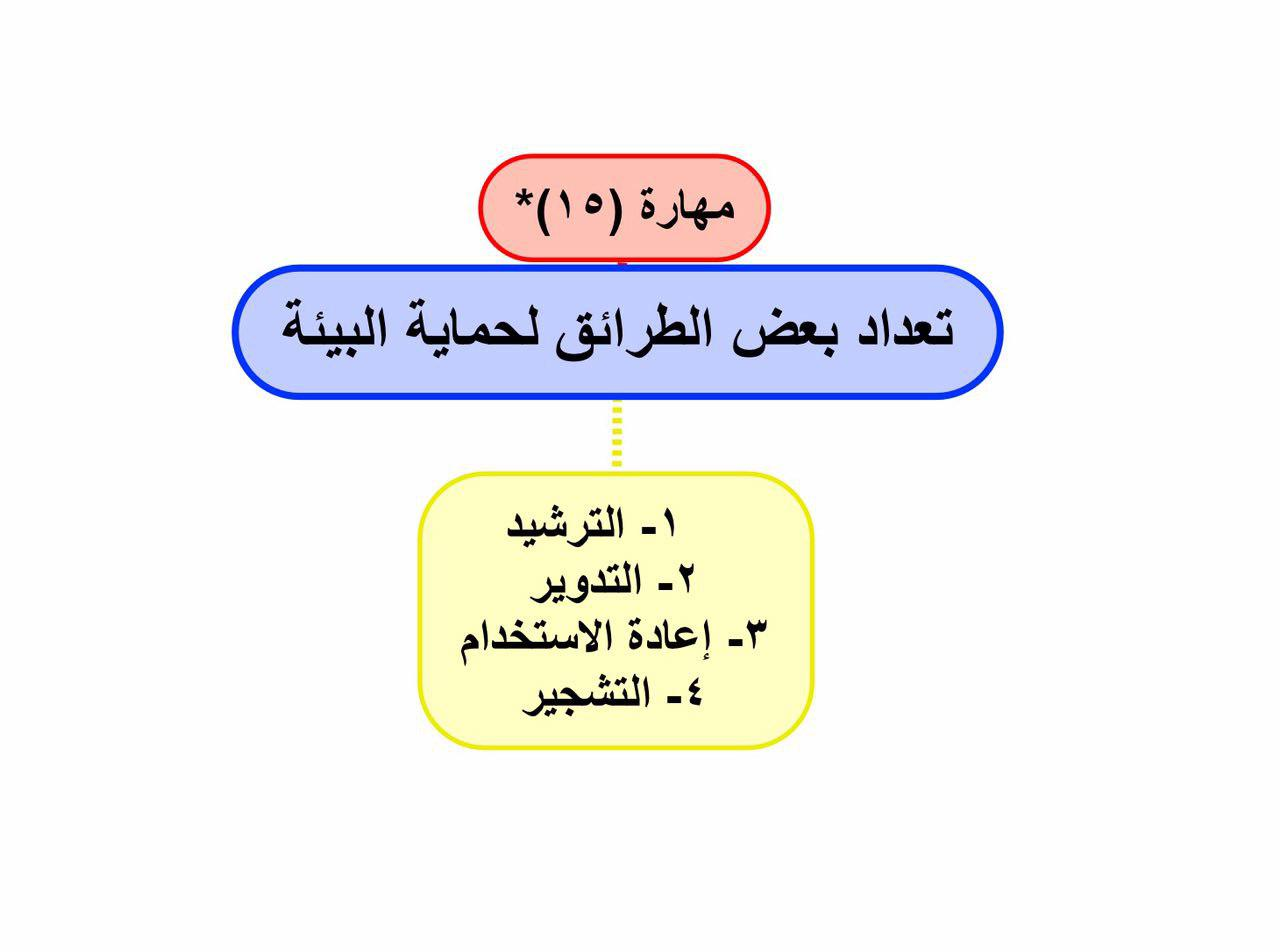 مهارة (١٥)*
تعداد بعض الطرائق لحماية البيئة
١- الترشيد
٢- التدوير
٣- إعادة الاستخدام
٤- التشجير